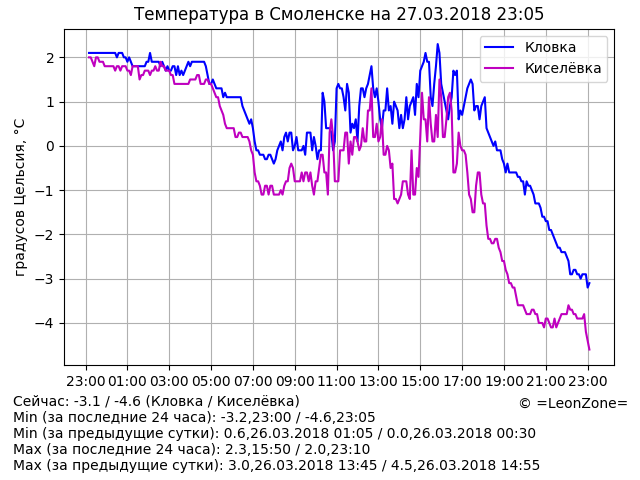 Температура в Смоленске на 27.03.2018 23:05
Кловка
Киселёвка
градусов Цельсия, °C
2
1
0
−1
−2
−3
−4
23:00 01:00 03:00 05:00 07:00 09:00 11:00 13:00 15:00 17:00 19:00 21:00 23:00
Сейчас: -3.1 / -4.6 (Кловка / Киселёвка)
© =LeonZone=
Min (за последние 24 часа): -3.2,23:00 / -4.6,23:05
Min (за предыдущие сутки): 0.6,26.03.2018 01:05 / 0.0,26.03.2018 00:30
Max (за последние 24 часа): 2.3,15:50 / 2.0,23:10
Max (за предыдущие сутки): 3.0,26.03.2018 13:45 / 4.5,26.03.2018 14:55